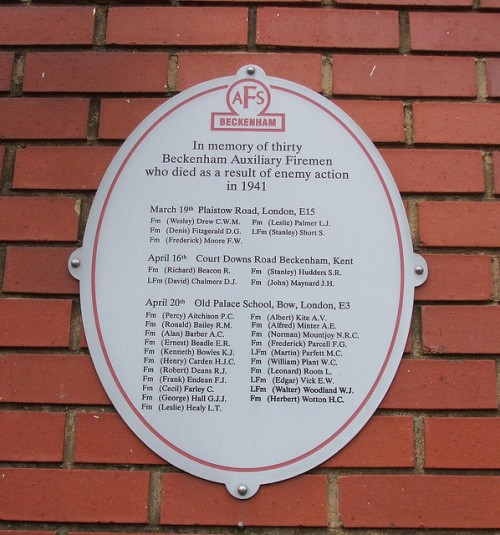 AFS
BECKENHAM
In memory of thirty
Beckenham Auxiliary Firemen
who died as a result of enemy action
in 1941
March 19th Plaistow Road, London, E15
Fm (Wesley) Drew C.W.M. Fm (Leslie) Palmer L.J.
Fm (Denis) Fitzgerald D.G. LFm (Stanley) Short S.
Fm (Frederick) Moore F.W.
April 16th Court Downs Road Beckenham, Kent
Fm (Richard) Beacon R. Fm (Stanley) Hudders S.R.
LFm (David) Chalmers D.J. Fm (John) Maynard J.H.
April 20th Old Palace School, Bow, London, E3
Fm (Percy) Aitchison P.C. Fm (Albert) Kite A.V.
Fm (Ronald) Bailey R.M. Fm (Alfred) Minter A.E.
Fm (Alan) Barber A.C. Fm (Norman) Mountjoy N.R.C.
Fm (Ernest) Beadle E.R. Fm (Frederick) Parcell F.G.
Fm (Kenneth) Bowles K.J. LFm (Martin) Parfett M.C.
Fm (Henry) Carden H.J.C. Fm (William) Plant W.C.
Fm (Robert) Deans R.J. Fm (Leonard) Roots L.
Fm (Frank) Endean F.J. LFm (Edgar) Vick E.W.
Fm (Cecil) Farley C. LFm (Walter) Woodland W.J.
Fm (George) Hall G.J.J. Fm (Herbert) Wotton H.C.
Fm (Leslie) Healy L.T.